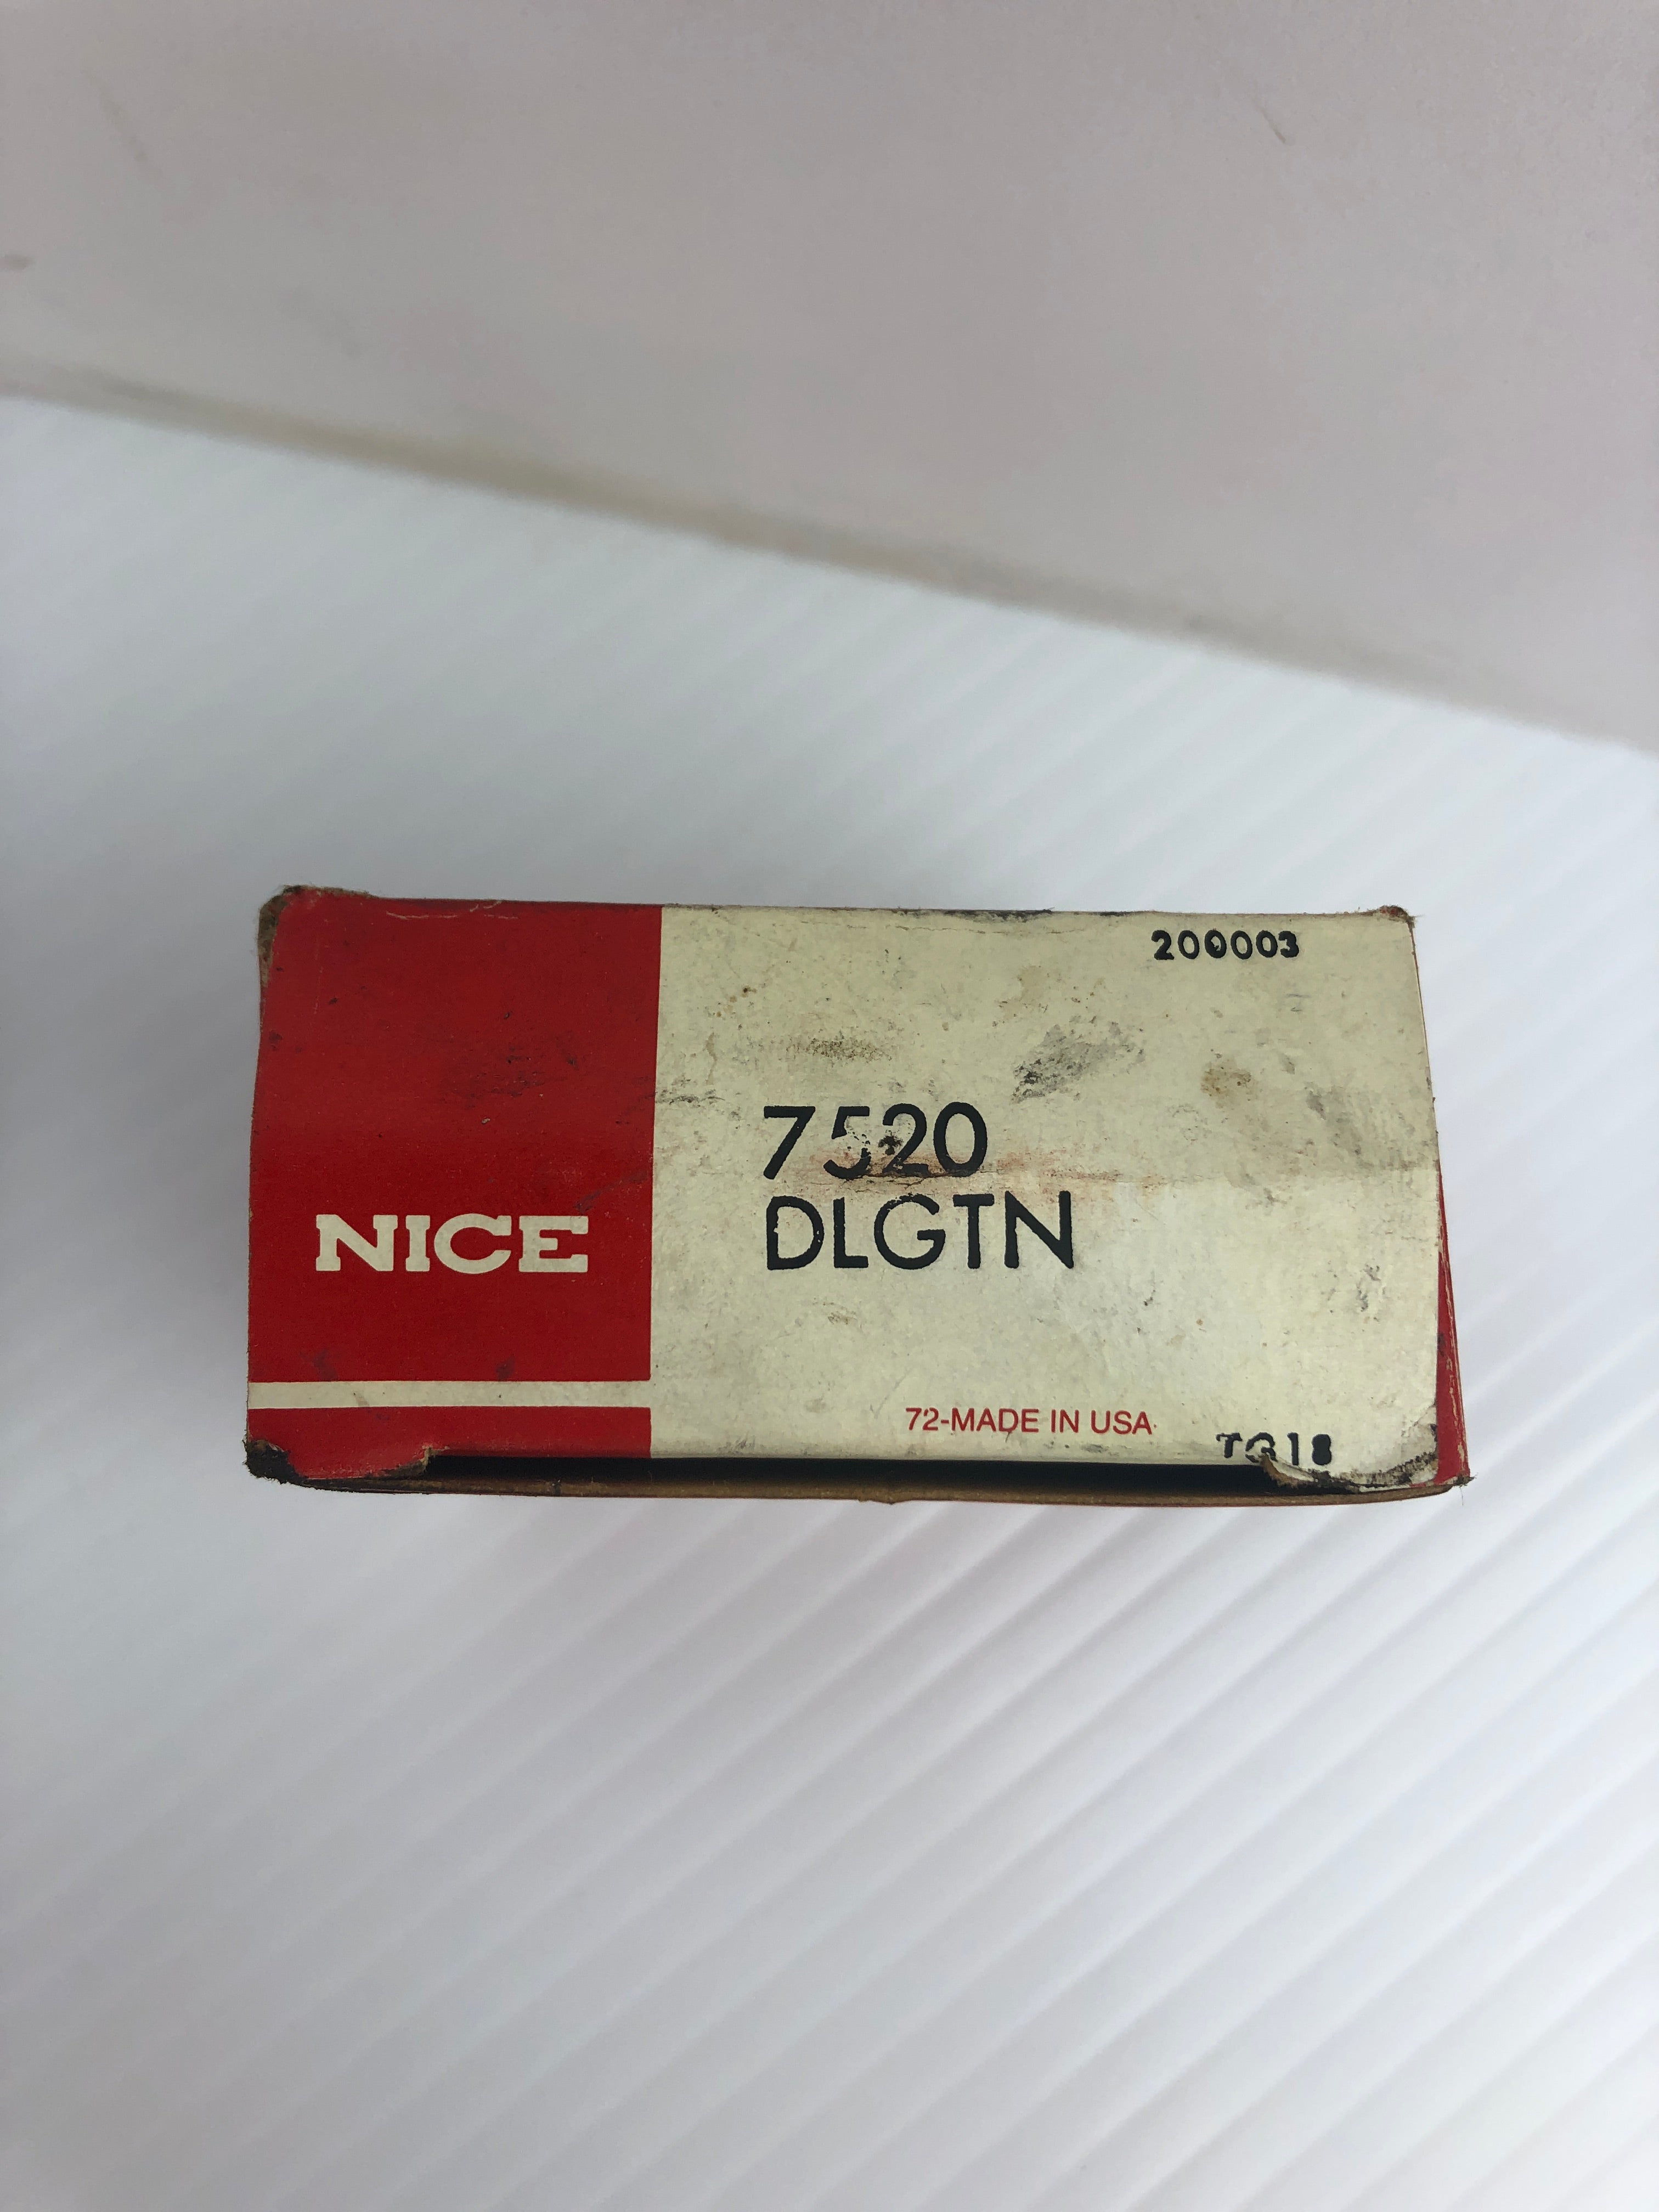 200003
7520
DLGTN
NICE
72-MADE IN USA